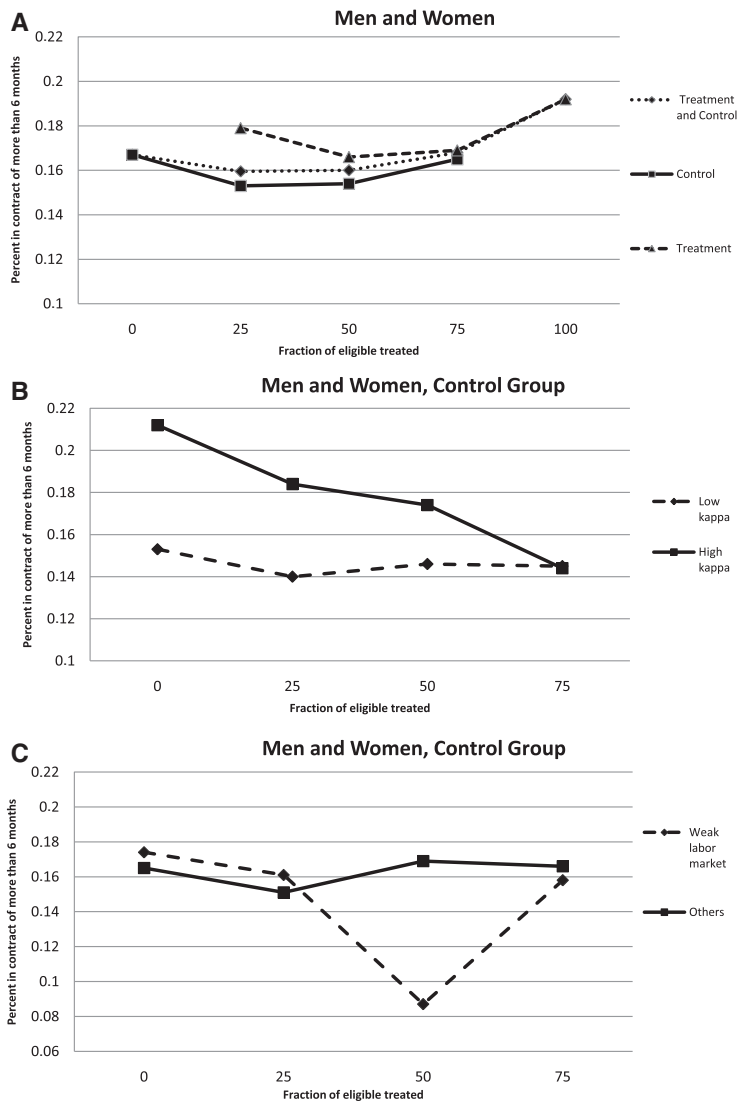 A
Men and Women
Percent in contract of more than 6 months
0.22
0.2
0.18
0.16
0.14
0.12
0.1
0 25 50 75 100
Fraction of eligible treated
Treatment
and Control
Control
Treatment
B
Men and Women, Control Group
Percent in contract of more than 6 months
0.22
0.2
0.18
0.16
0.14
0.12
0.1
0 25 50 75
Fraction of eligible treated
Low
kappa
High
kappa
C
Men and Women, Control Group
Percent in contract of more than 6 months
0.22
0.2
0.18
0.16
0.14
0.12
0.1
0.08
0.06
0 25 50 75
Fraction of eligible treated
Weak
labor
market
Others